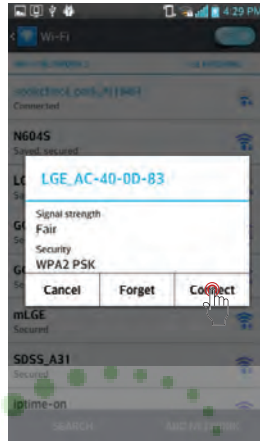 4:29 PM
Wi-Fi
Connected
N604S
Saved, secured
LGE_AC-40-0D-83
Signal strength
Fair
Security
WPA2 PSK
Cancel Forget Connect
mLGE
Secured
SDSS_A31
Secured
iptime-on
SEARCH